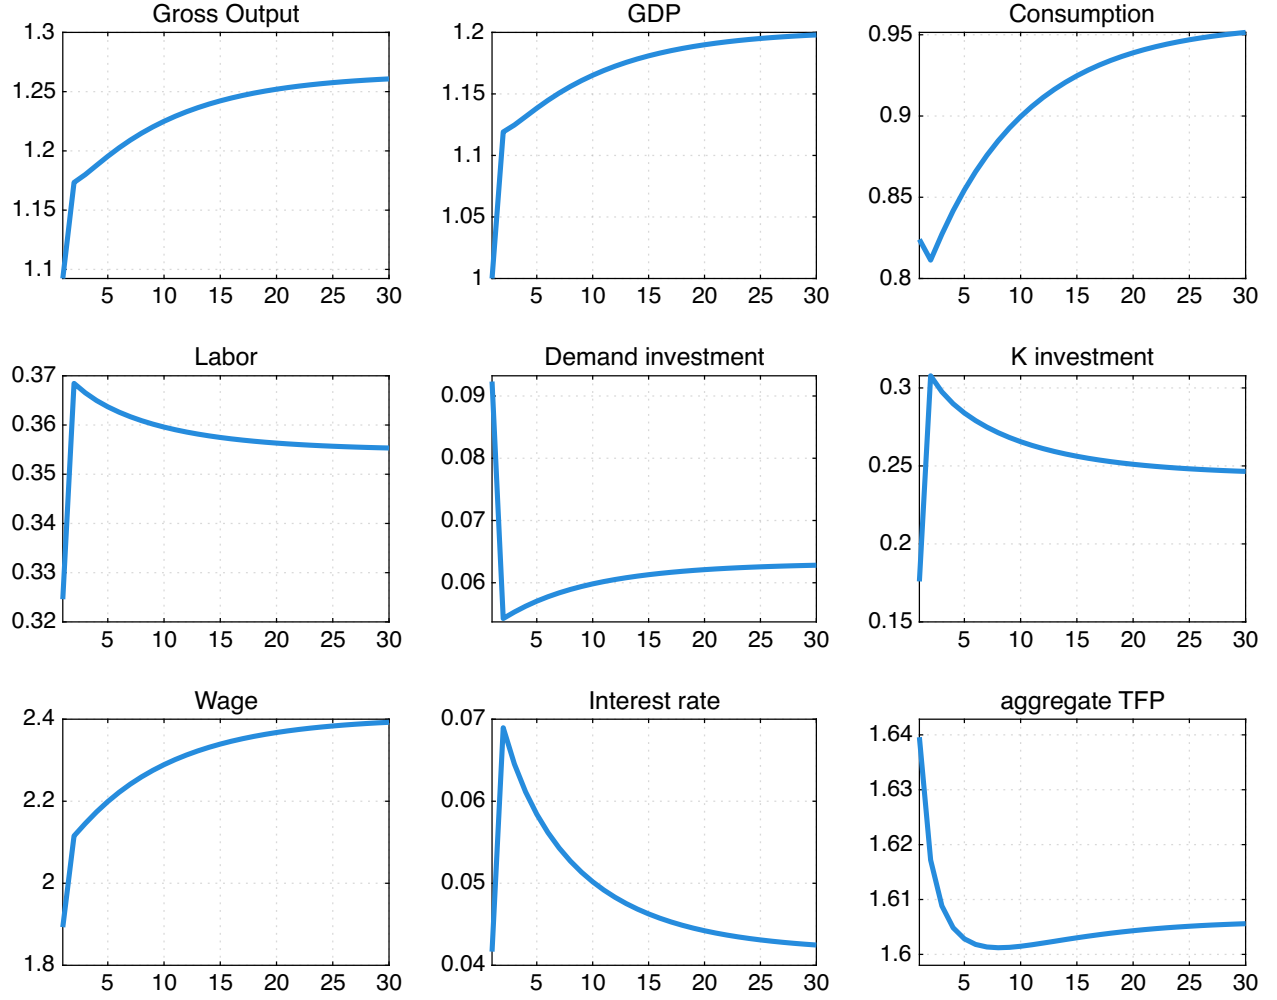 Gross Output
1.3
1.25
1.2
1.15
1.1
5 10 15 20 25 30
GDP
1.2
1.15
1.1
1.05
1
5 10 15 20 25 30
Consumption
0.95
0.9
0.85
0.8
5 10 15 20 25 30
Labor
0.37
0.36
0.35
0.34
0.33
0.32
5 10 15 20 25 30
Demand investment
0.09
0.08
0.07
0.06
5 10 15 20 25 30
K investment
0.3
0.25
0.2
0.15
5 10 15 20 25 30
Wage
2.4
2.2
2
1.8
5 10 15 20 25 30
Interest rate
0.07
0.06
0.05
0.04
5 10 15 20 25 30
aggregate TFP
1.64
1.63
1.62
1.61
1.6
5 10 15 20 25 30